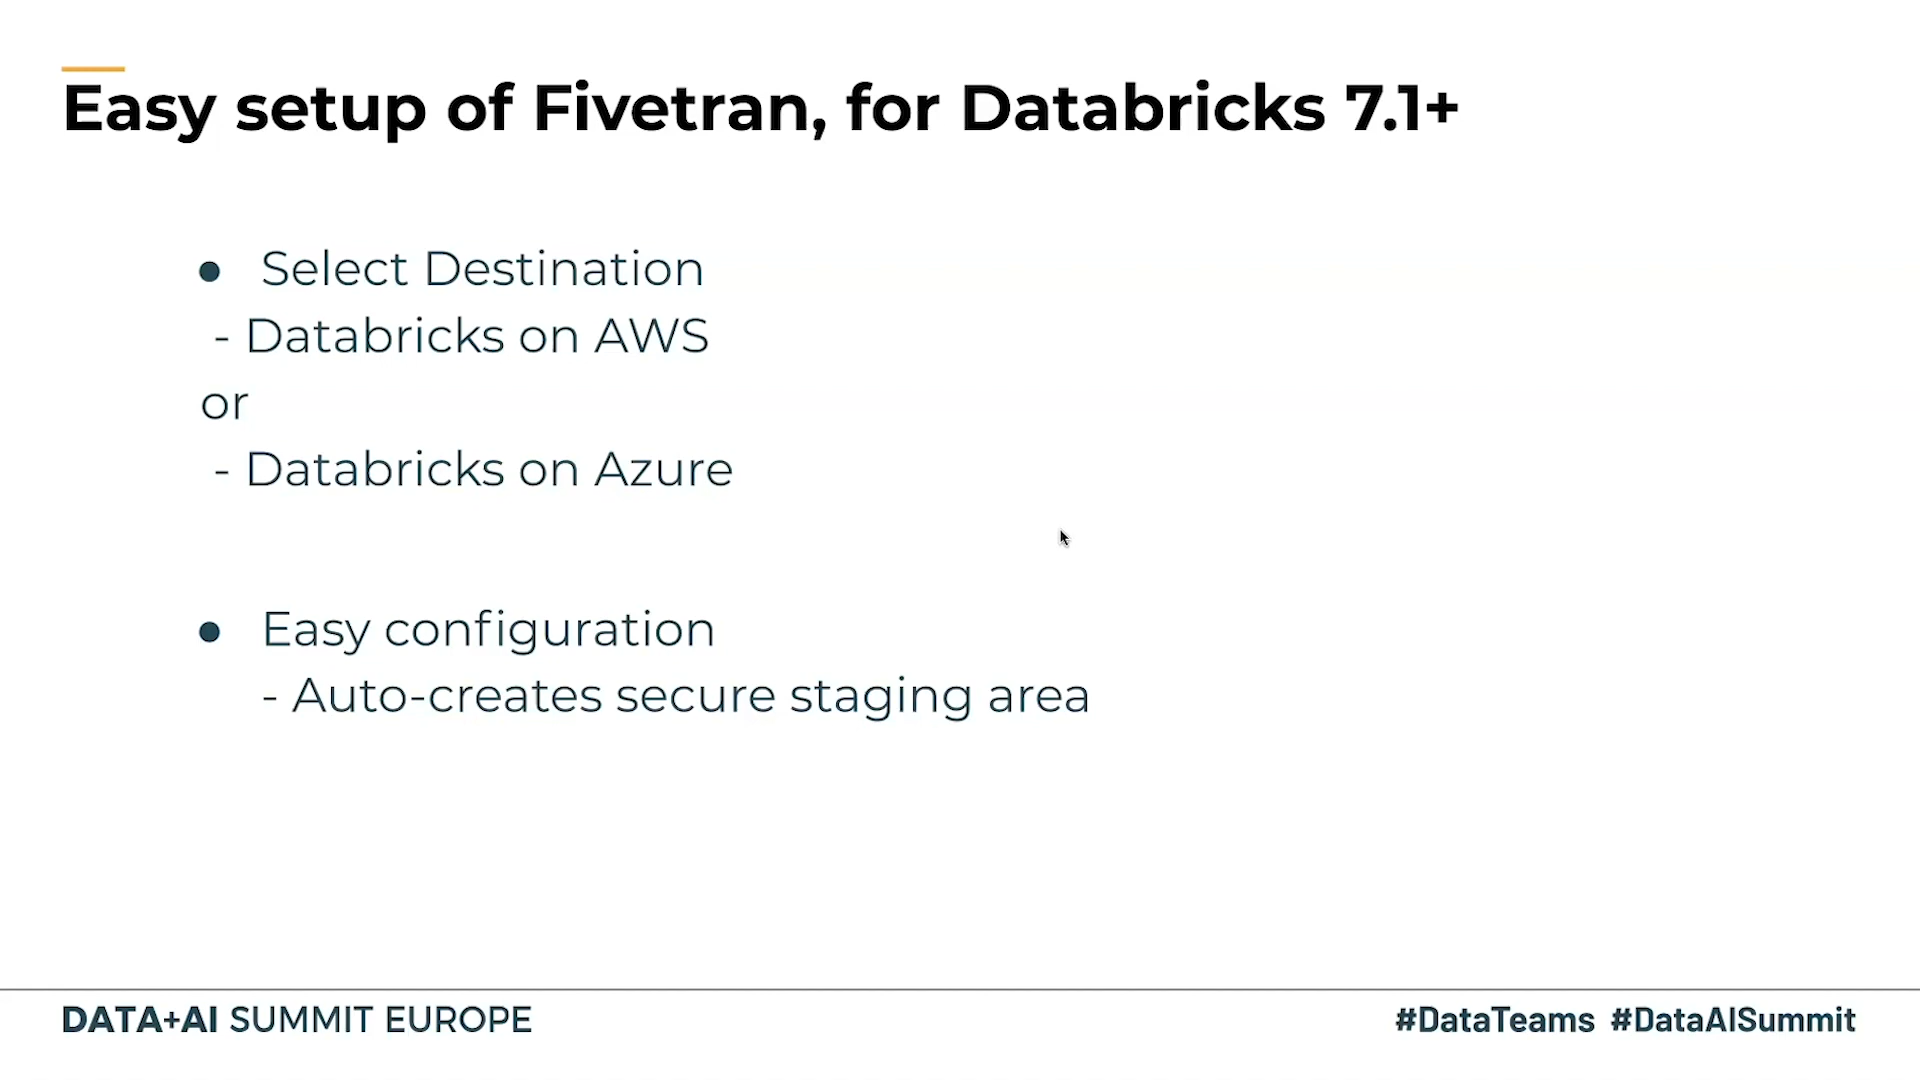 Easy setup of Fivetran, for Databricks 7.1+
● Select Destination
- Databricks on AWS
or
- Databricks on Azure
● Easy configuration
- Auto-creates secure staging area
DATA+AI SUMMIT EUROPE
#DataTeams #DataAISummit